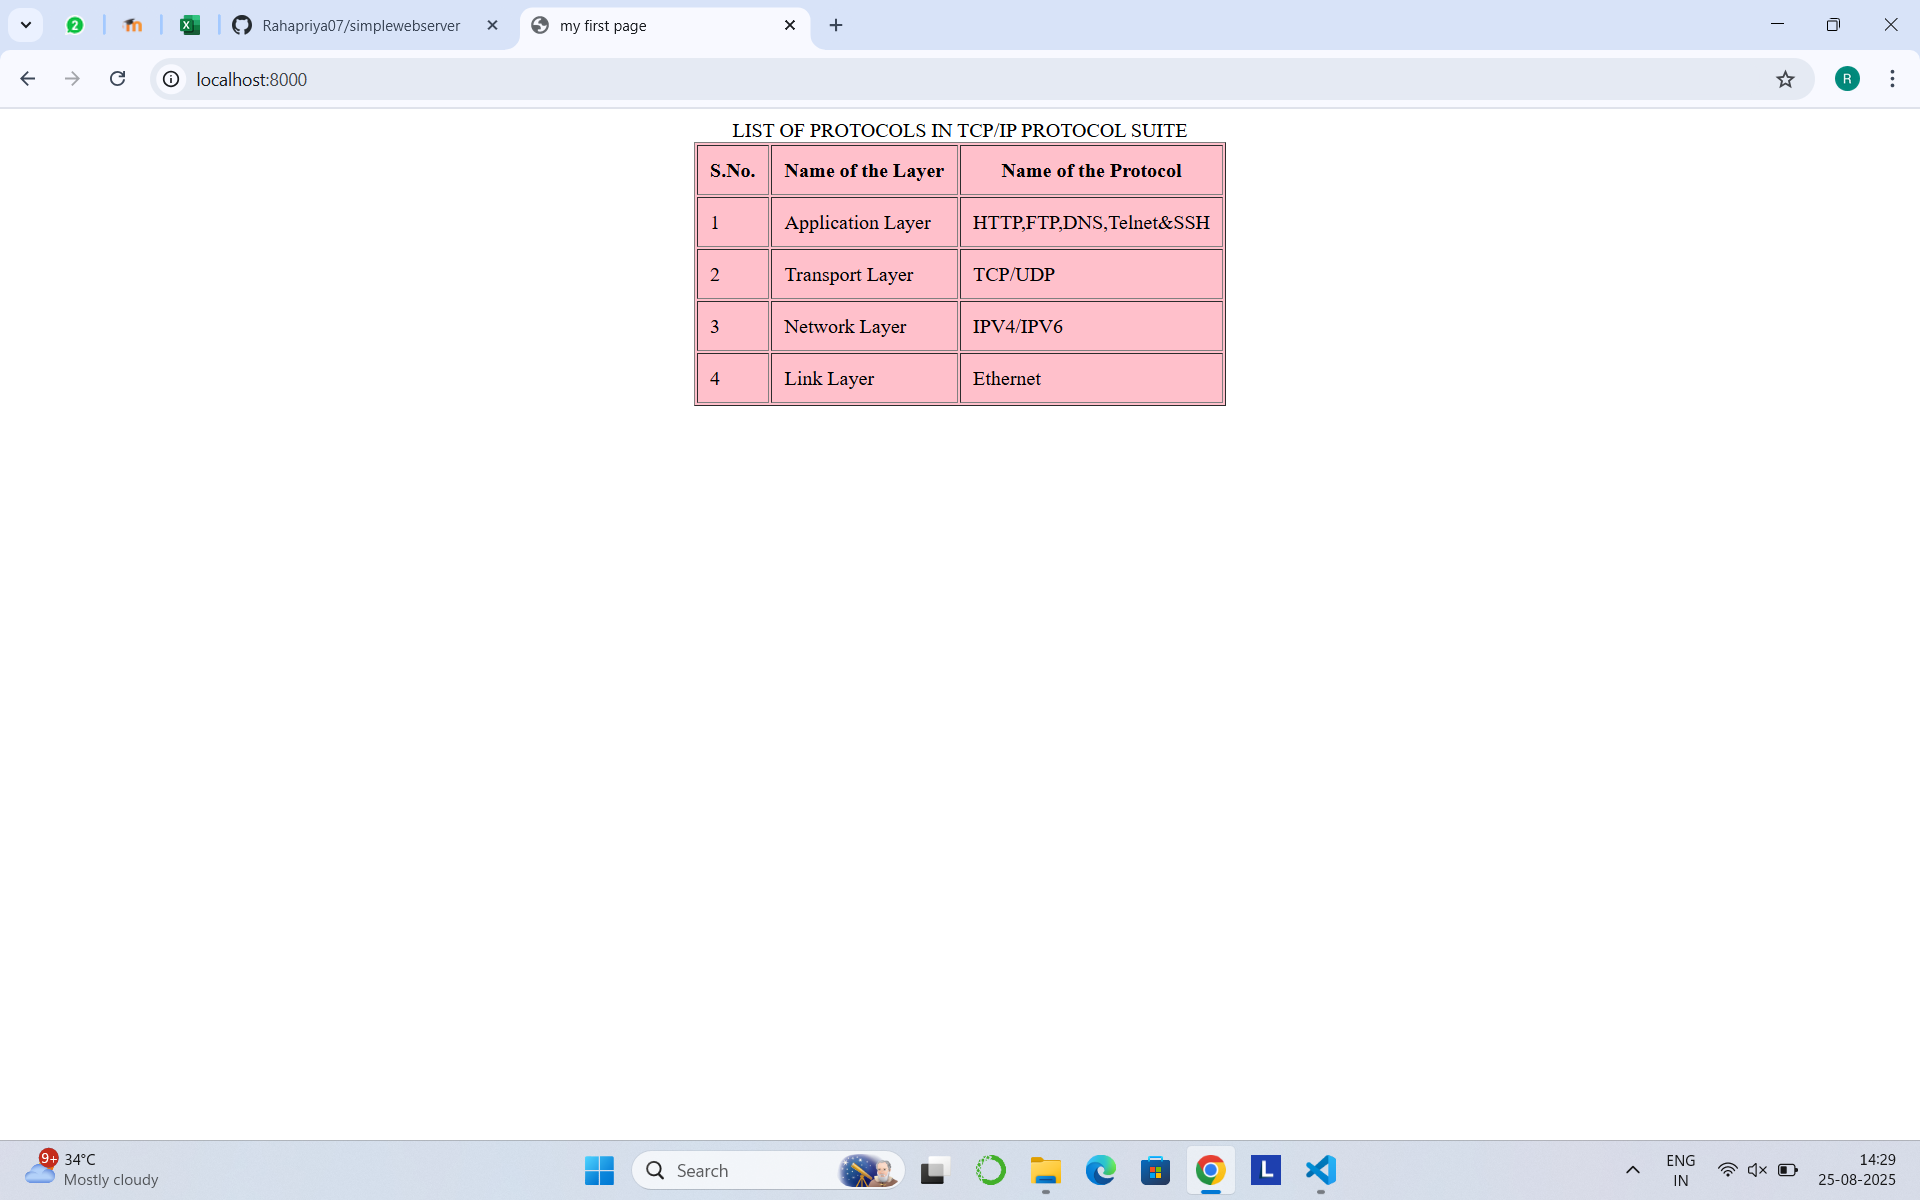 2
Rahapriya07/simplewebserver
my first page
localhost:8000
R
LIST OF PROTOCOLS IN TCP/IP PROTOCOL SUITE
S.No. Name of the Layer Name of the Protocol
1 Application Layer HTTP,FTP,DNS,Telnet&SSH
2 Transport Layer TCP/UDP
3 Network Layer IPV4/IPV6
4 Link Layer Ethernet
9+
34°C
Mostly cloudy
Search
L
ENG
IN
14:29
25-08-2025